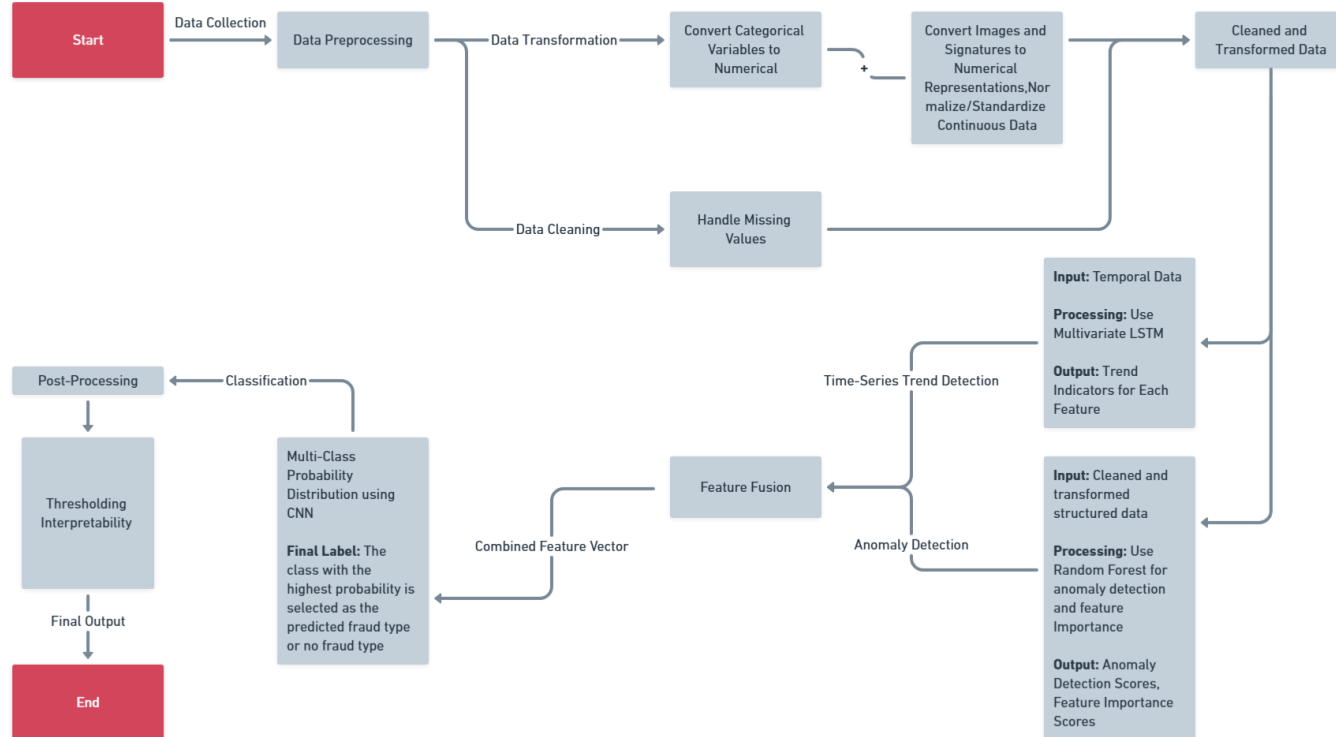 Start
Data Collection
Data Preprocessing
Data Transformation
Convert Categorical
Variables to
Numerical
+
Convert Images and
Signatures to
Numerical
Representations,Nor
malize/Standardize
Continuous Data
Cleaned and
Transformed Data
Data Cleaning
Handle Missing
Values
Input: Temporal Data
Processing: Use
Multivariate LSTM
Output: Trend
Indicators for Each
Feature
Time-Series Trend Detection
Input: Cleaned and
transformed
structured data
Processing: Use
Random Forest for
anomaly detection
and feature
Importance
Output: Anomaly
Detection Scores,
Feature Importance
Scores
Anomaly Detection
Feature Fusion
Combined Feature Vector
Multi-Class
Probability
Distribution using
CNN
Final Label: The
class with the
highest probability is
selected as the
predicted fraud type
or no fraud type
Classification
Post-Processing
Thresholding
Interpretability
Final Output
End